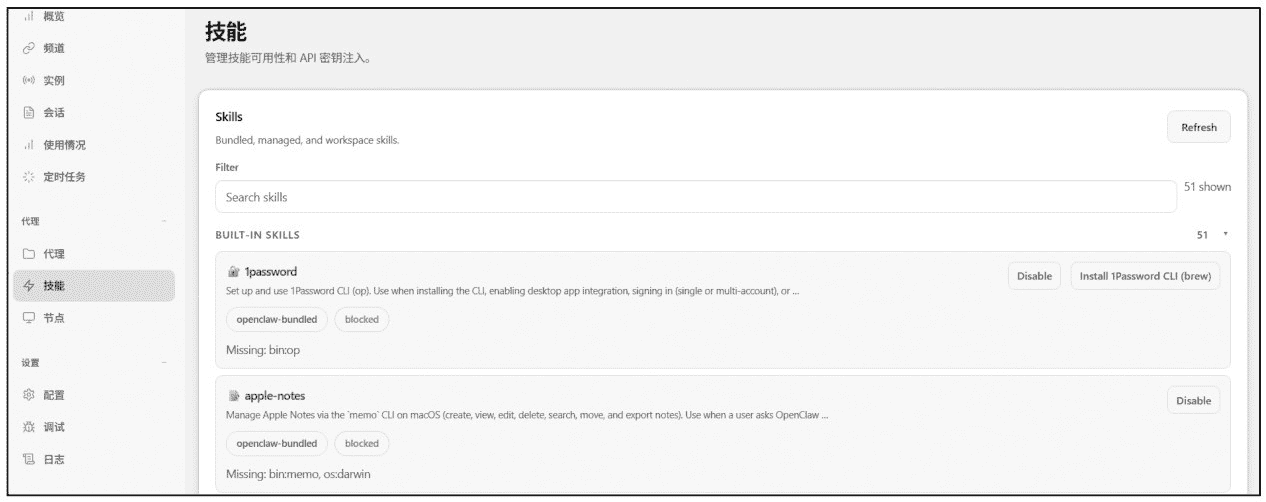 概览
频道
实例
会话
使用情况
定时任务
代理
代理
技能
节点
设置
配置
调试
日志
技能
管理技能可用性和 API 密钥注入。
Skills
Bundled, managed, and workspace skills.
Refresh
Filter
Search skills
51 shown
BUILT-IN SKILLS
51
1password
Set up and use 1Password CLI (op). Use when installing the CLI, enabling desktop app integration, signing in (single or multi-account), or ...
openclaw-bundled blocked
Missing: bin:op
Disable
Install 1Password CLI (brew)
apple-notes
Manage Apple Notes via the `memo` CLI on macOS (create, view, edit, delete, search, move, and export notes). Use when a user asks OpenClaw ...
openclaw-bundled blocked
Missing: bin:memo, os:darwin
Disable